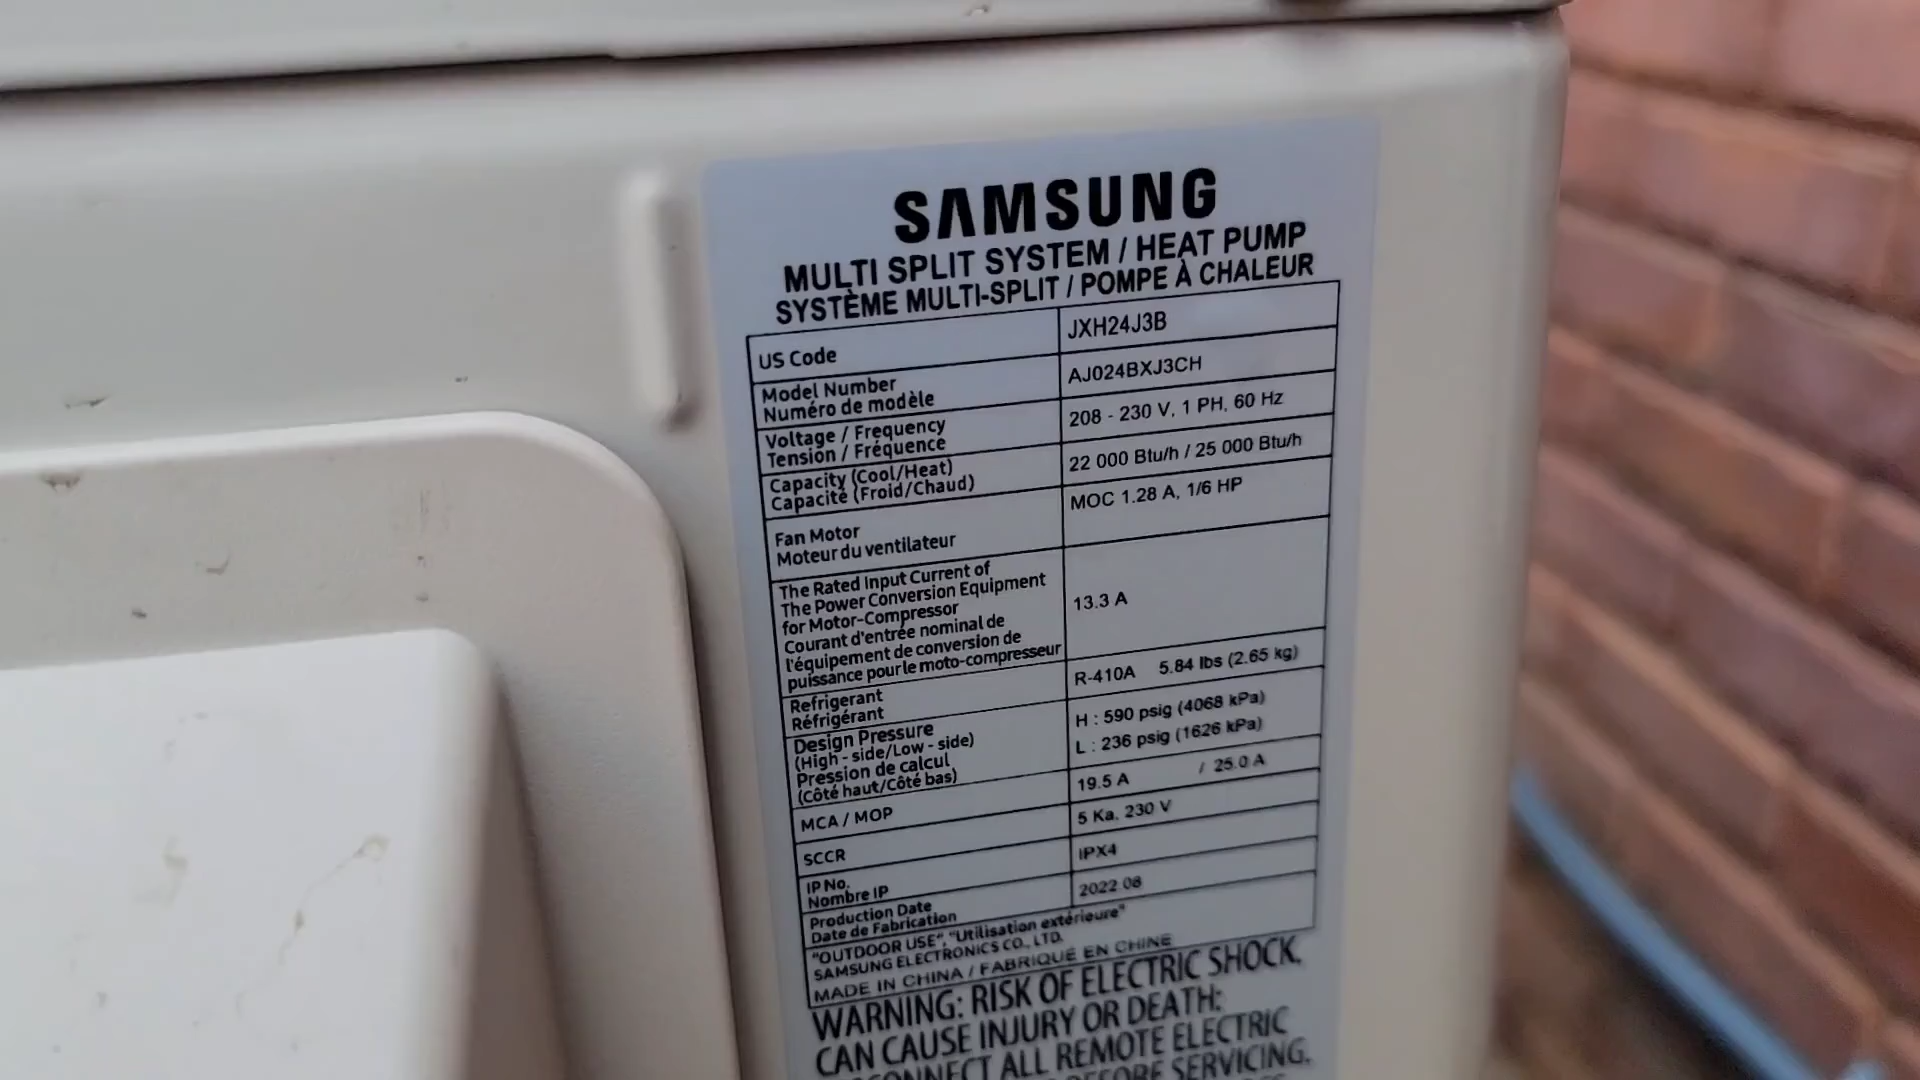 SAMSUNG
MULTI SPLIT SYSTEM / HEAT PUMP
SYSTÈME MULTI-SPLIT / POMPE À CHALEUR
US Code
JXH24J3B
Model Number
Numéro de modèle
AJ024BXJ3CH
Voltage / Frequency
Tension / Fréquence
208 - 230 V, 1 PH, 60 Hz
Capacity (Cool/Heat)
Capacité (Froid/Chaud)
22 000 Btu/h / 25 000 Btu/h
Fan Motor
Moteur du ventilateur
MOC 1.28 A, 1/6 HP
The Rated Input Current of
The Power Conversion Equipment
for Motor-Compressor
Courant d'entrée nominal de
l'équipement de conversion de
puissance pour le moto-compresseur
13.3 A
Refrigerant
Réfrigérant
R-410A 5.84 lbs (2.65 kg)
Design Pressure
(High - side/Low - side)
Pression de calcul
(Côté haut/Côté bas)
H : 590 psig (4068 kPa)
L : 236 psig (1626 kPa)
MCA / MOP
19.5 A / 25.0 A
SCCR
5 Ka, 230 V
IP No.
Nombre IP
IPX4
Production Date
Date de Fabrication
2022.08
"OUTDOOR USE", "Utilisation extérieure"
SAMSUNG ELECTRONICS CO., LTD.
MADE IN CHINA / FABRIQUÉ EN CHINE
WARNING: RISK OF ELECTRIC SHOCK.
CAN CAUSE INJURY OR DEATH:
ALL REMOTE ELECTRIC
SERVICING.